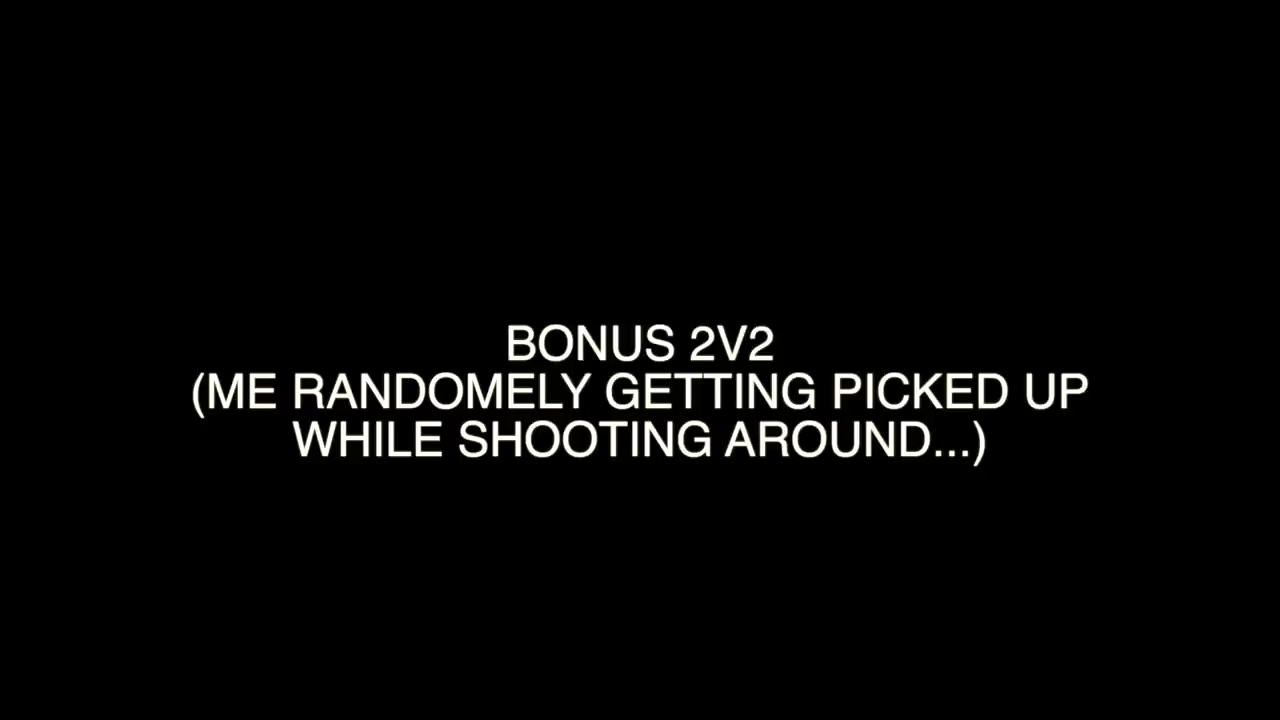 BONUS 2V2
(ME RANDOMELY GETTING PICKED UP
WHILE SHOOTING AROUND...)